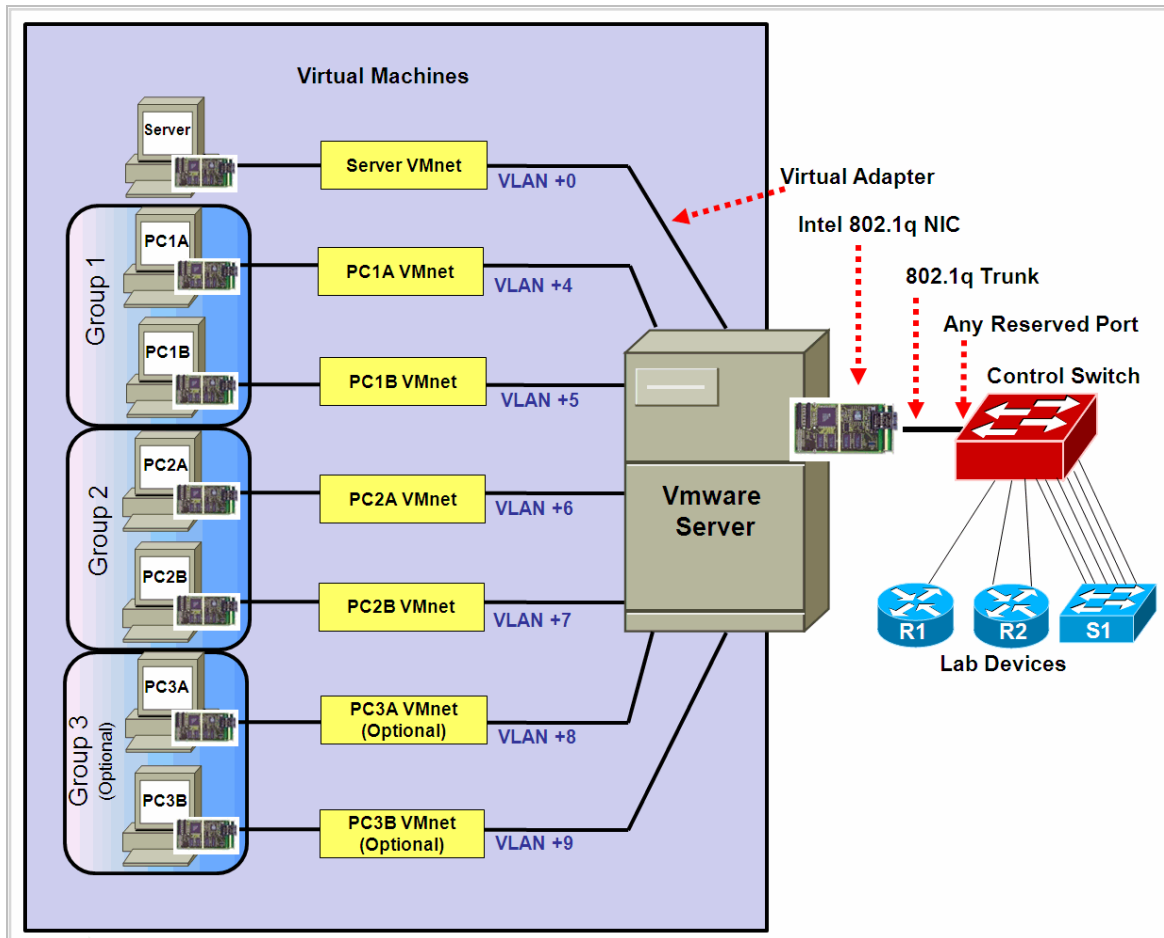 Virtual Machines
Server
Server VMnet
VLAN +0
Virtual Adapter
Intel 802.1q NIC
802.1q Trunk
Any Reserved Port
Control Switch
Group 1
PC1A
PC1A VMnet
VLAN +4
PC1B
PC1B VMnet
VLAN +5
Group 2
PC2A
PC2A VMnet
VLAN +6
PC2B
PC2B VMnet
VLAN +7
Vmware
Server
R1
R2
S1
Lab Devices
Group 3
(Optional)
PC3A
PC3A VMnet
(Optional)
VLAN +8
PC3B
PC3B VMnet
(Optional)
VLAN +9